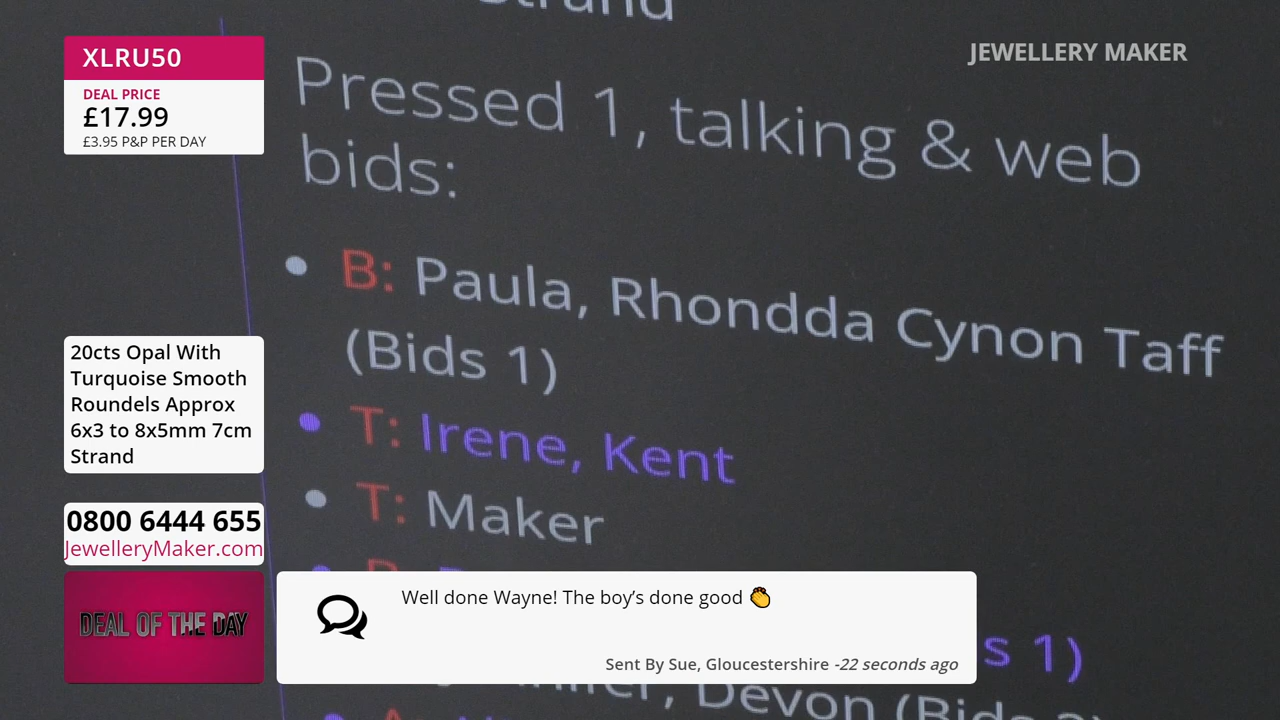 XLRU50
DEAL PRICE
£17.99
£3.95 P&P PER DAY
JEWELLERY MAKER
Strand
Pressed 1, talking & web
bids:
• B: Paula, Rhondda Cynon Taff
(Bids 1)
• T: Irene, Kent
• T: Maker
s 1)
Devon (Bids
20cts Opal With
Turquoise Smooth
Roundels Approx
6x3 to 8x5mm 7cm
Strand
0800 6444 655
JewelleryMaker.com
DEAL OF THE DAY
Well done Wayne! The boy’s done good 👏
Sent By Sue, Gloucestershire -22 seconds ago